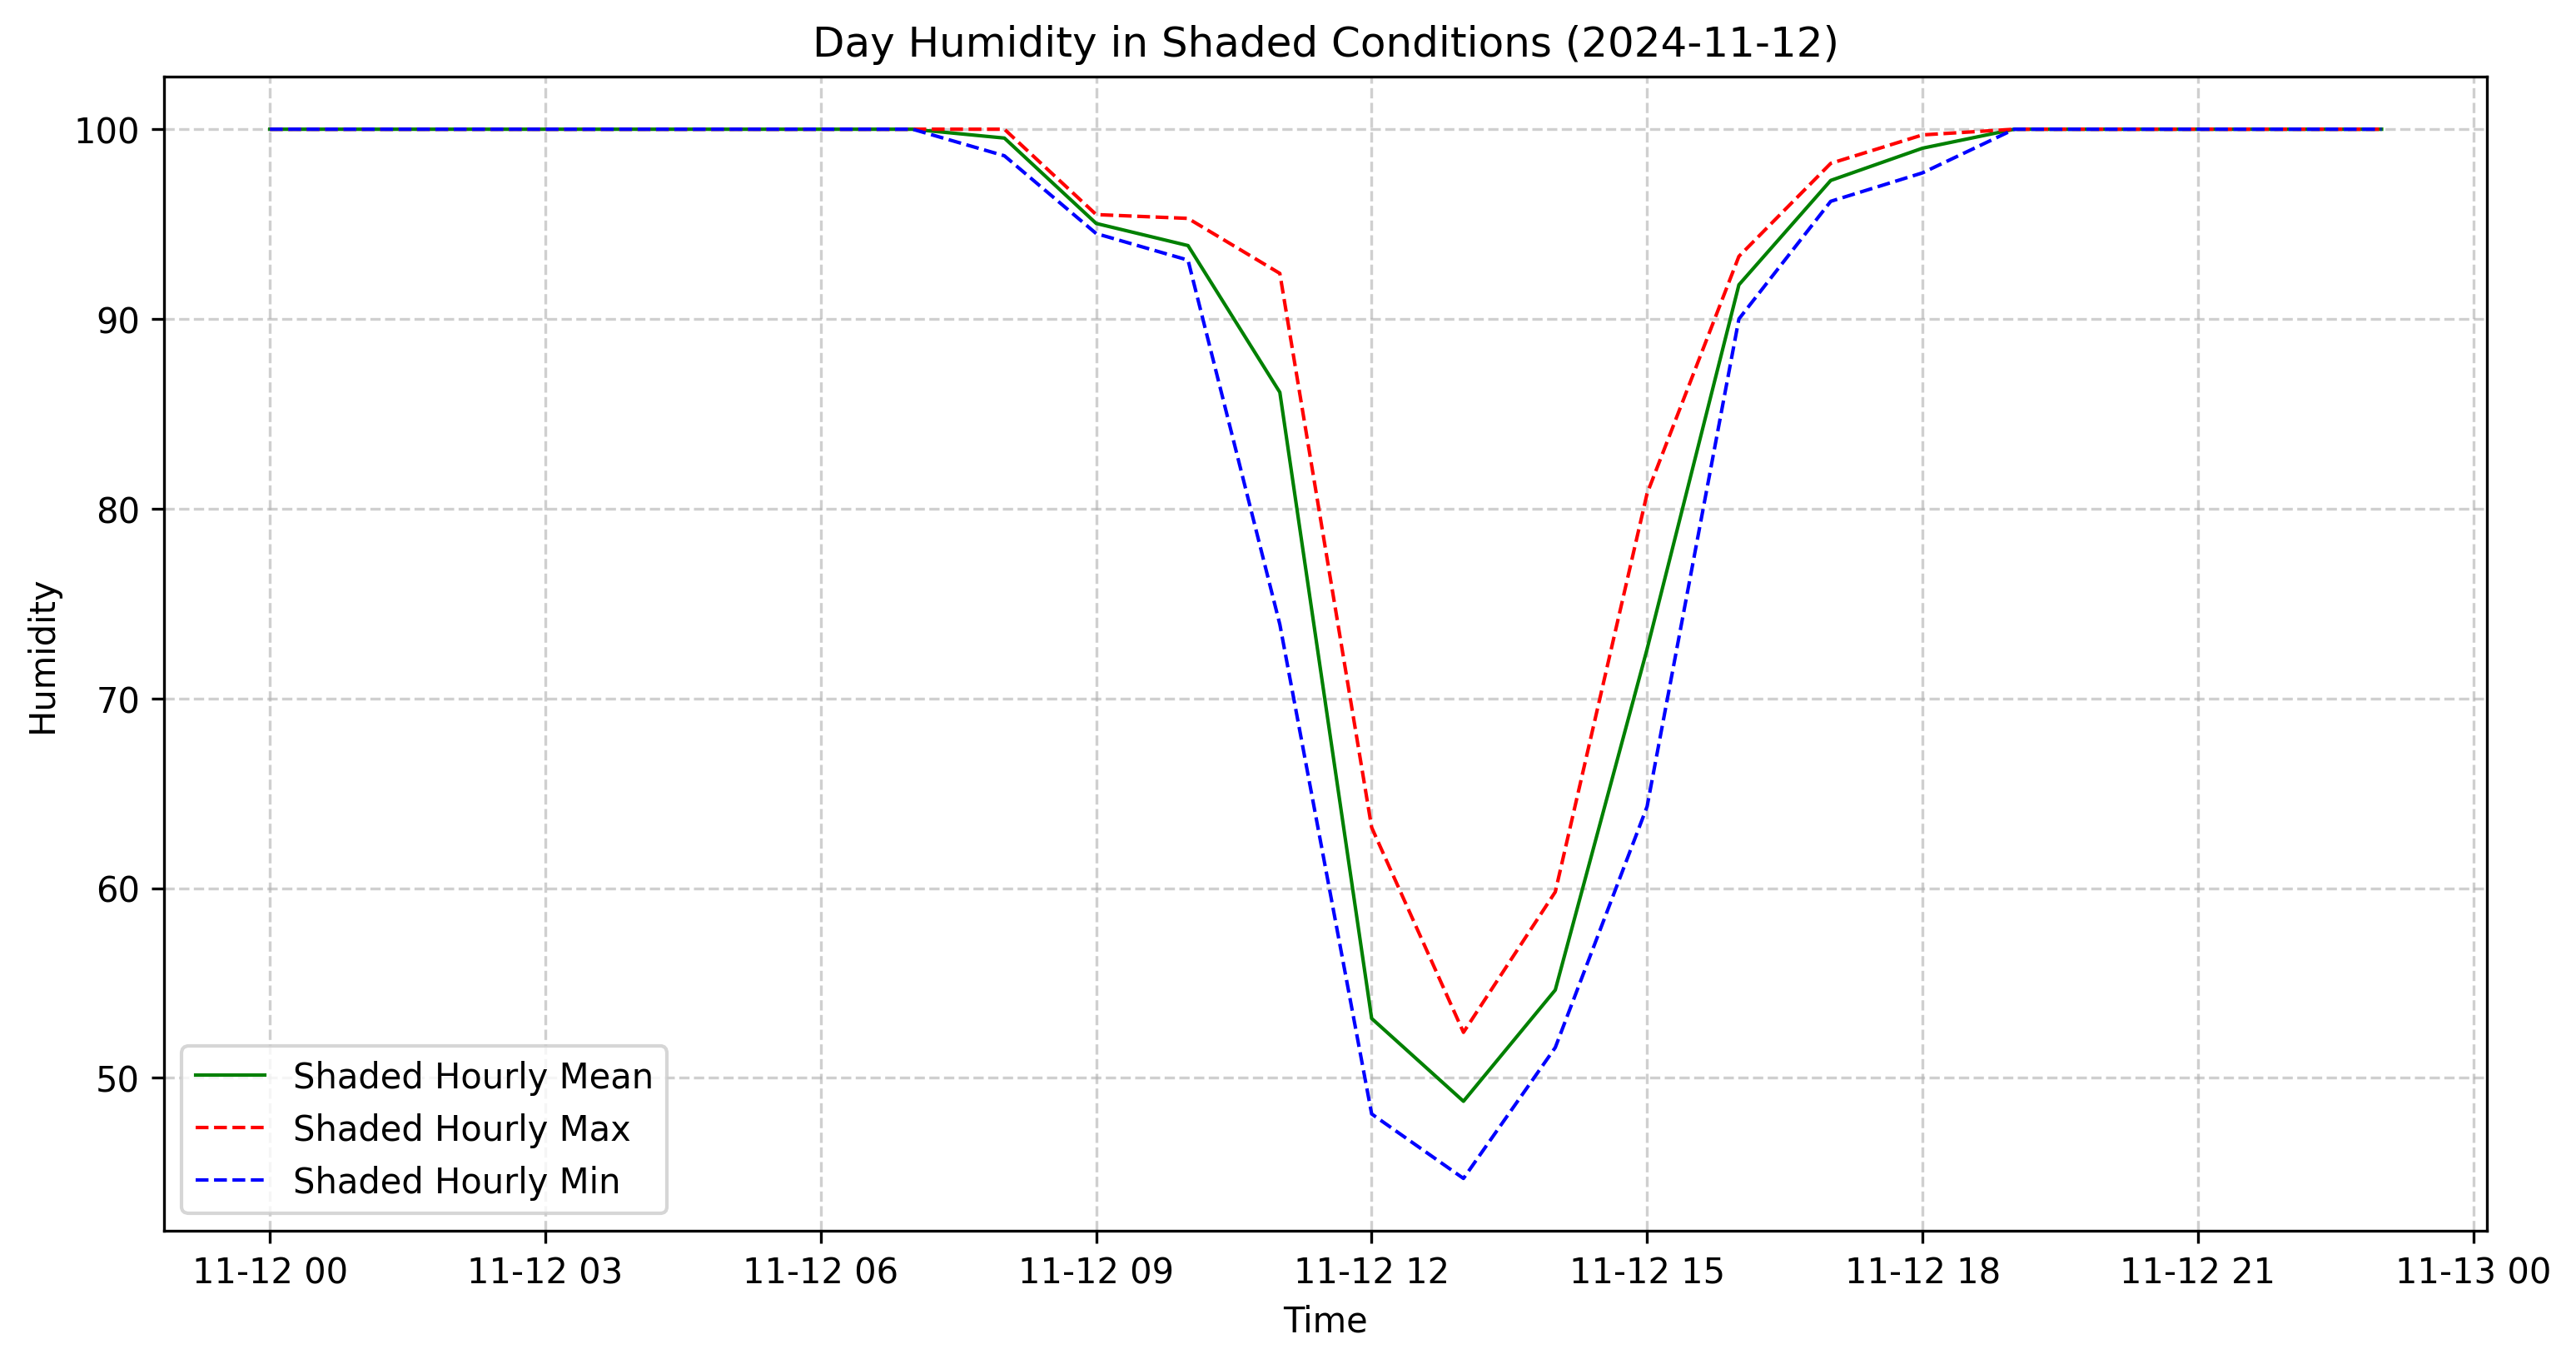 Day Humidity in Shaded Conditions (2024-11-12)
100
90
80
70
60
50
Humidity
Shaded Hourly Mean
Shaded Hourly Max
Shaded Hourly Min
11-12 00 11-12 03 11-12 06 11-12 09 11-12 12 11-12 15 11-12 18 11-12 21 11-13 00
Time